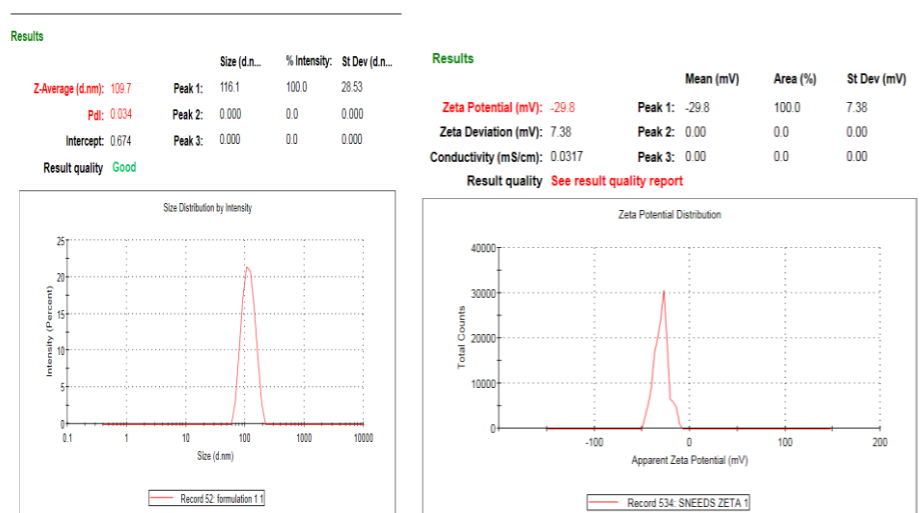 Results
Size (d.n... % Intensity: St Dev (d.n...
Z-Average (d.nm): 109.7 Peak 1: 116.1 100.0 28.53
PdI: 0.034 Peak 2: 0.000 0.0 0.000
Intercept: 0.674 Peak 3: 0.000 0.0 0.000
Result quality Good
Size Distribution by Intensity
25
20
15
10
5
0
Intensity (Percent)
0.1 1 10 100 1000 10000
Size (d.nm)
Record 52: formulation 1 1
Results
Mean (mV) Area (%) St Dev (mV)
Zeta Potential (mV): -29.8 Peak 1: -29.8 100.0 7.38
Zeta Deviation (mV): 7.38 Peak 2: 0.00 0.0 0.00
Conductivity (mS/cm): 0.0317 Peak 3: 0.00 0.0 0.00
Result quality See result quality report
Zeta Potential Distribution
40000
30000
20000
10000
0
Total Counts
-100 0 100 200
Apparent Zeta Potential (mV)
Record 534: SNEEDS ZETA 1